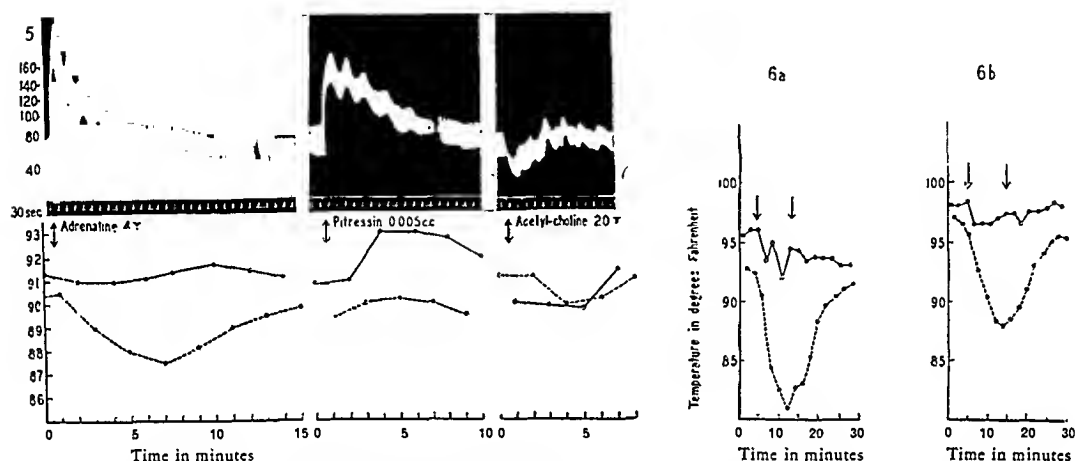 5
160-
140-
120-
100-
80
40
30 sec
Adrenaline 2γ
Pitressin 0·005cc
Acetyl-choline 20 γ
93
92
91
90
89
88
87
86
85
0 5 10 15
0 5 10
0 5
Time in minutes
6a
6b
100
95
90
85
Temperature in degrees Fahrenheit
0 10 20 30
Time in minutes
100
95
90
85
0 10 20 30
Time in minutes